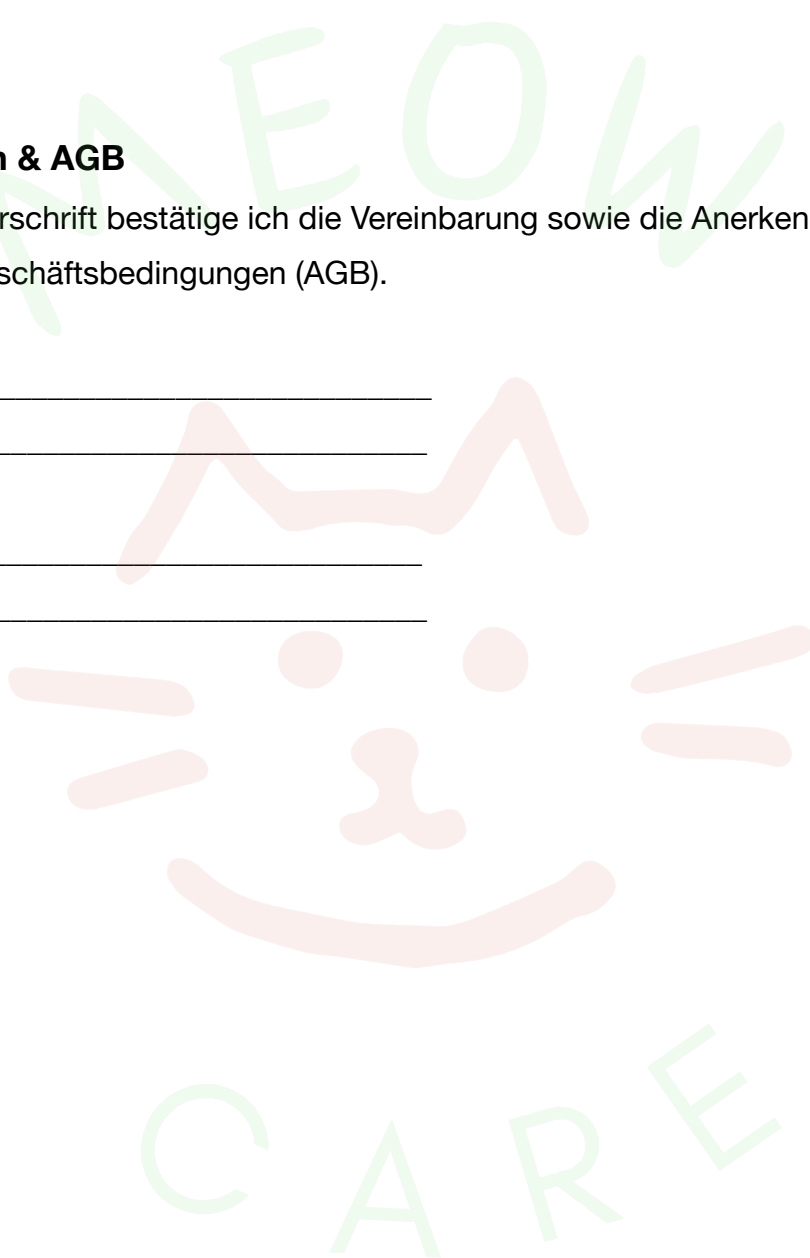 MEOW
n & AGB
rschrift bestätige ich die Vereinbarung sowie die Anerken
schäftsbedingungen (AGB).
CARE